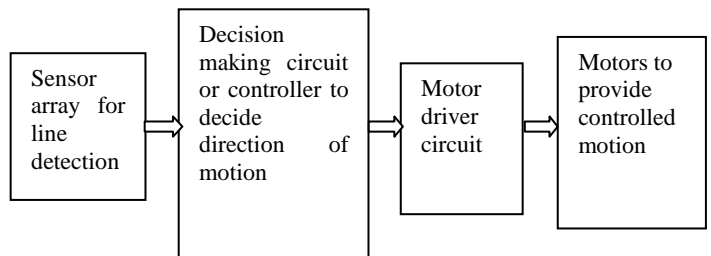 Sensor
array for
line
detection
Decision
making circuit
or controller to
decide
direction of
motion
Motor
driver
circuit
Motors to
provide
controlled
motion